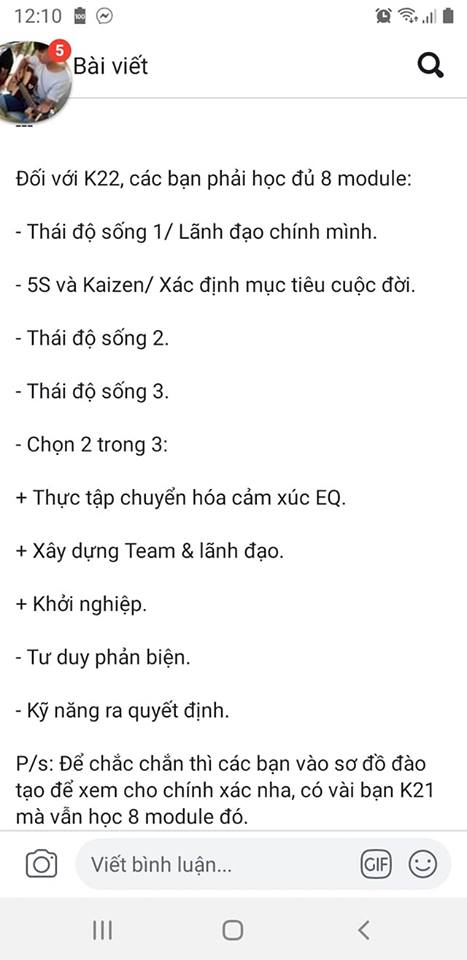 12:10
100
5
Bài viết
---
Đối với K22, các bạn phải học đủ 8 module:
- Thái độ sống 1/ Lãnh đạo chính mình.
- 5S và Kaizen/ Xác định mục tiêu cuộc đời.
- Thái độ sống 2.
- Thái độ sống 3.
- Chọn 2 trong 3:
+ Thực tập chuyển hóa cảm xúc EQ.
+ Xây dựng Team & lãnh đạo.
+ Khởi nghiệp.
- Tư duy phản biện.
- Kỹ năng ra quyết định.
P/s: Để chắc chắn thì các bạn vào sơ đồ đào
tạo để xem cho chính xác nha, có vài bạn K21
mà vẫn học 8 module đó.
Viết bình luận...
GIF